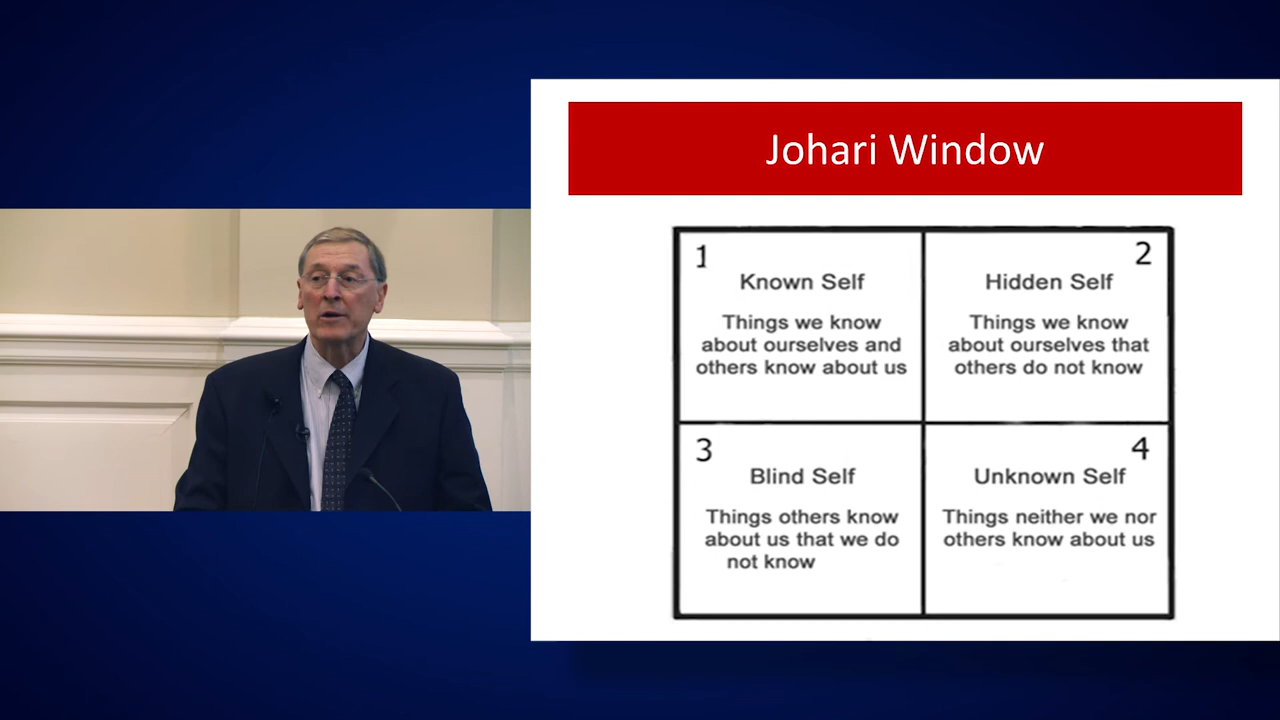 Johari Window
1
Known Self
Things we know
about ourselves and
others know about us
2
Hidden Self
Things we know
about ourselves that
others do not know
3
Blind Self
Things others know
about us that we do
not know
4
Unknown Self
Things neither we nor
others know about us